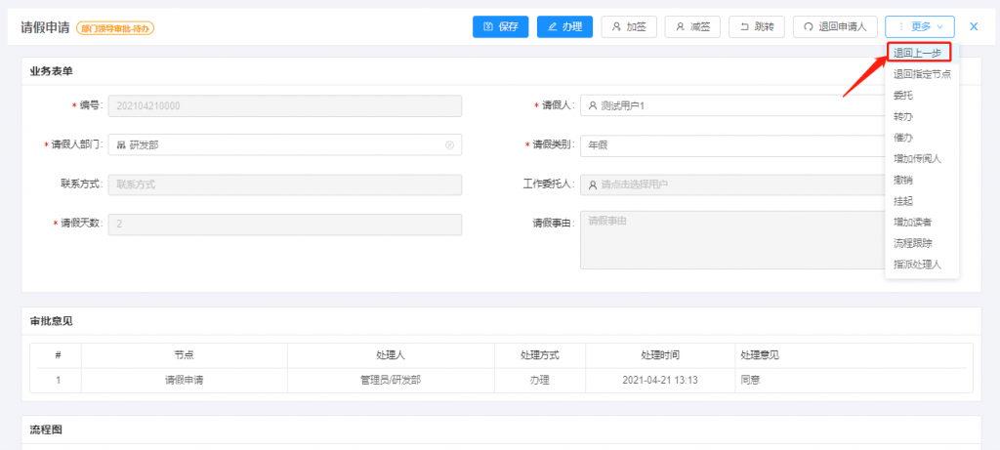 请假申请 部门领导审批-待办 保存 办理 加签 减签 跳转 退回申请人 更多 X
退回上一步
退回指定节点
委托
转办
催办
增加传阅人
撤销
挂起
增加读者
流程跟踪
指派处理人
业务表单
* 编号: 202104210000 * 请假人: 测试用户1
* 请假人部门: 研发部 * 请假类别: 年假
联系方式: 联系方式 工作委托人: 请点击选择用户
* 请假天数: 2 请假事由: 请假事由
审批意见
# 节点 处理人 处理方式 处理时间 处理意见
1 请假申请 管理员/研发部 办理 2021-04-21 13:13 同意
流程图